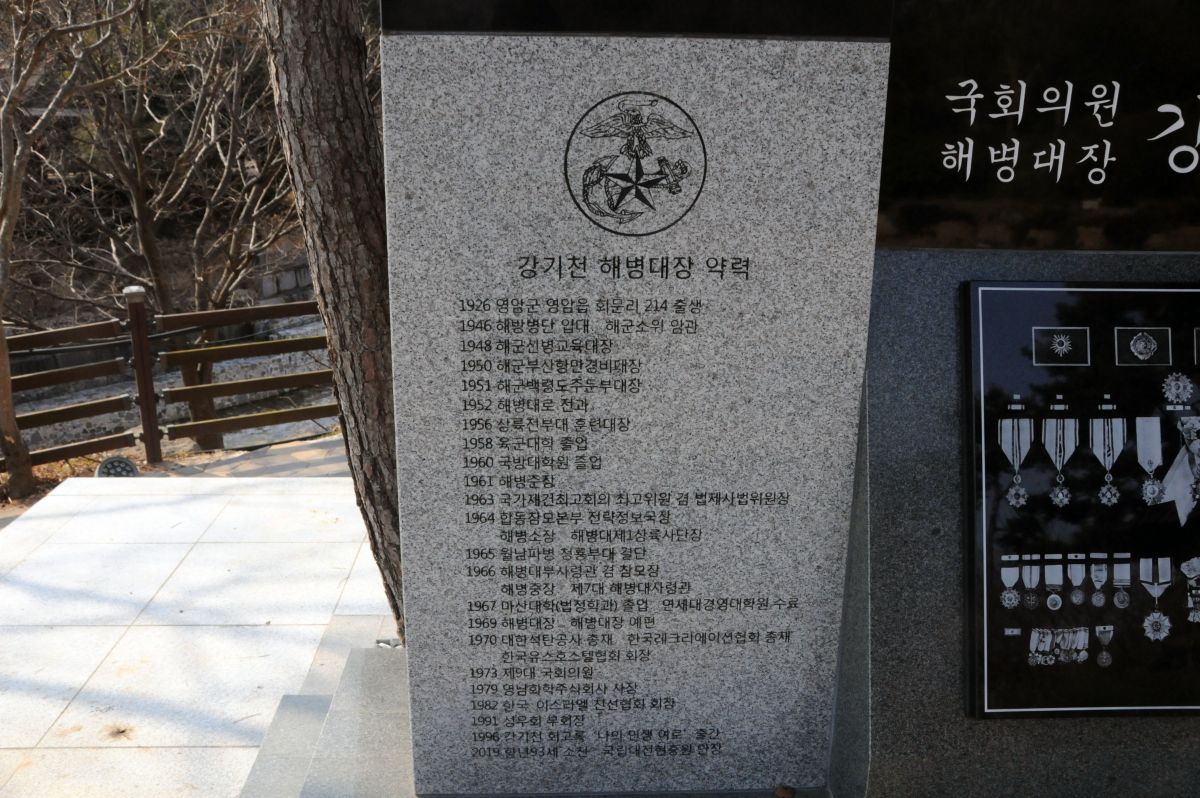 강기천 해병대장 약력
1926 영암군 영암읍 회문리 214 출생
1946 해방병단 입대 해군소위 임관
1948 해군신병교육대장
1950 해군부산형만경비대장
1951 해군백령도주둔부대장
1952 해병대로 전과
1956 상륙전부대 훈련대장
1958 육군대학 졸업
1960 국방대학원 졸업
1961 해병준장
1963 국가재건최고회의 최고위원 겸 법제사법위원장
1964 합동참모본부 전략정보국장
해병소장 해병대제1상륙사단장
1965 월남파병 청룡부대 결단
1966 해병대부사령관 겸 참모장
해병중장 제7대 해병대사령관
1967 마산대학(법정학과) 졸업 연세대경영대학원 수료
1969 해병대장 해병대장 예편
1970 대한석탄공사 총재 한국레크리에이션협회 총재
한국유스호스텔협회 회장
1973 제9대 국회의원
1979 영남화학주식회사 사장
1982 한국 이스라엘 친선협회 회장
1991 성우회 부회장
1996 강기천 회고록 '나의 인생 여로' 출간
2019 향년93세 소천 국립대전현충원 안장
국회의원
해병대장 강